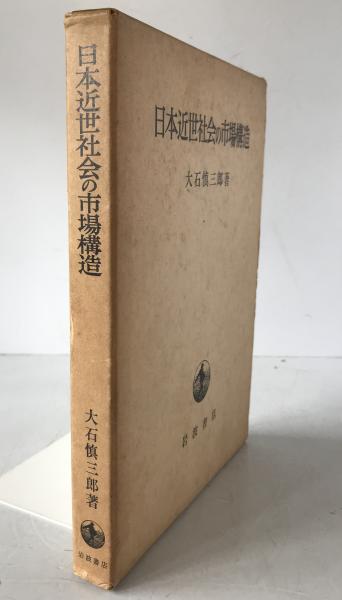 日本近世社会の市場構造
大石慎三郎著
岩波書店
日本近世社会の市場構造
大石慎三郎著
岩波書店